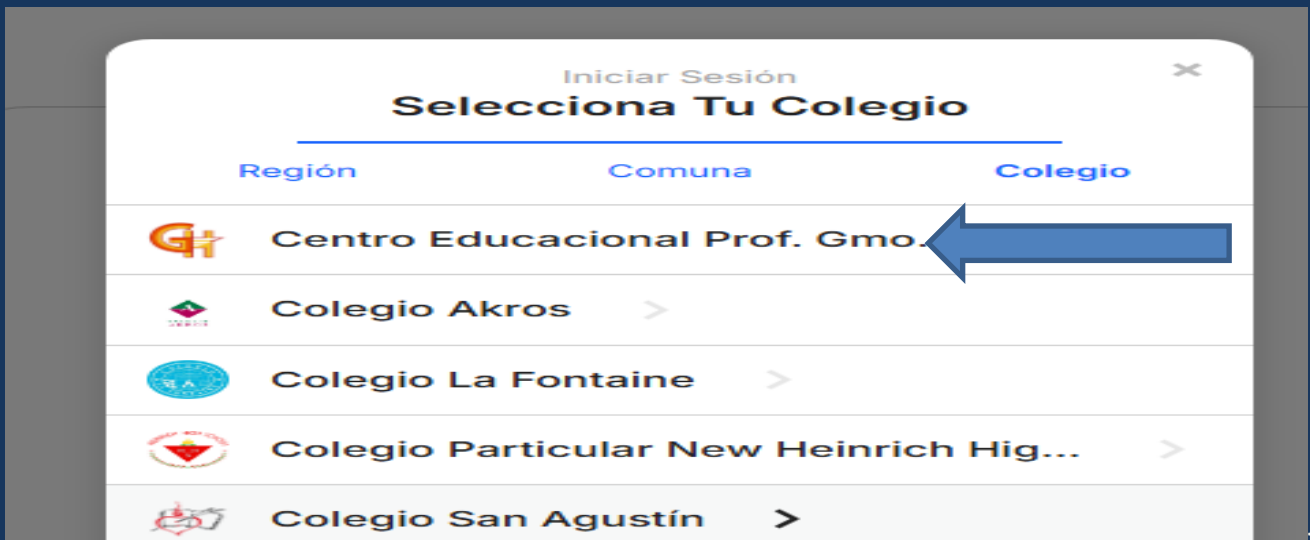 Iniciar Sesión
Selecciona Tu Colegio
Región Comuna Colegio
Centro Educacional Prof. Gmo.
Colegio Akros
Colegio La Fontaine
Colegio Particular New Heinrich Hig...
Colegio San Agustín